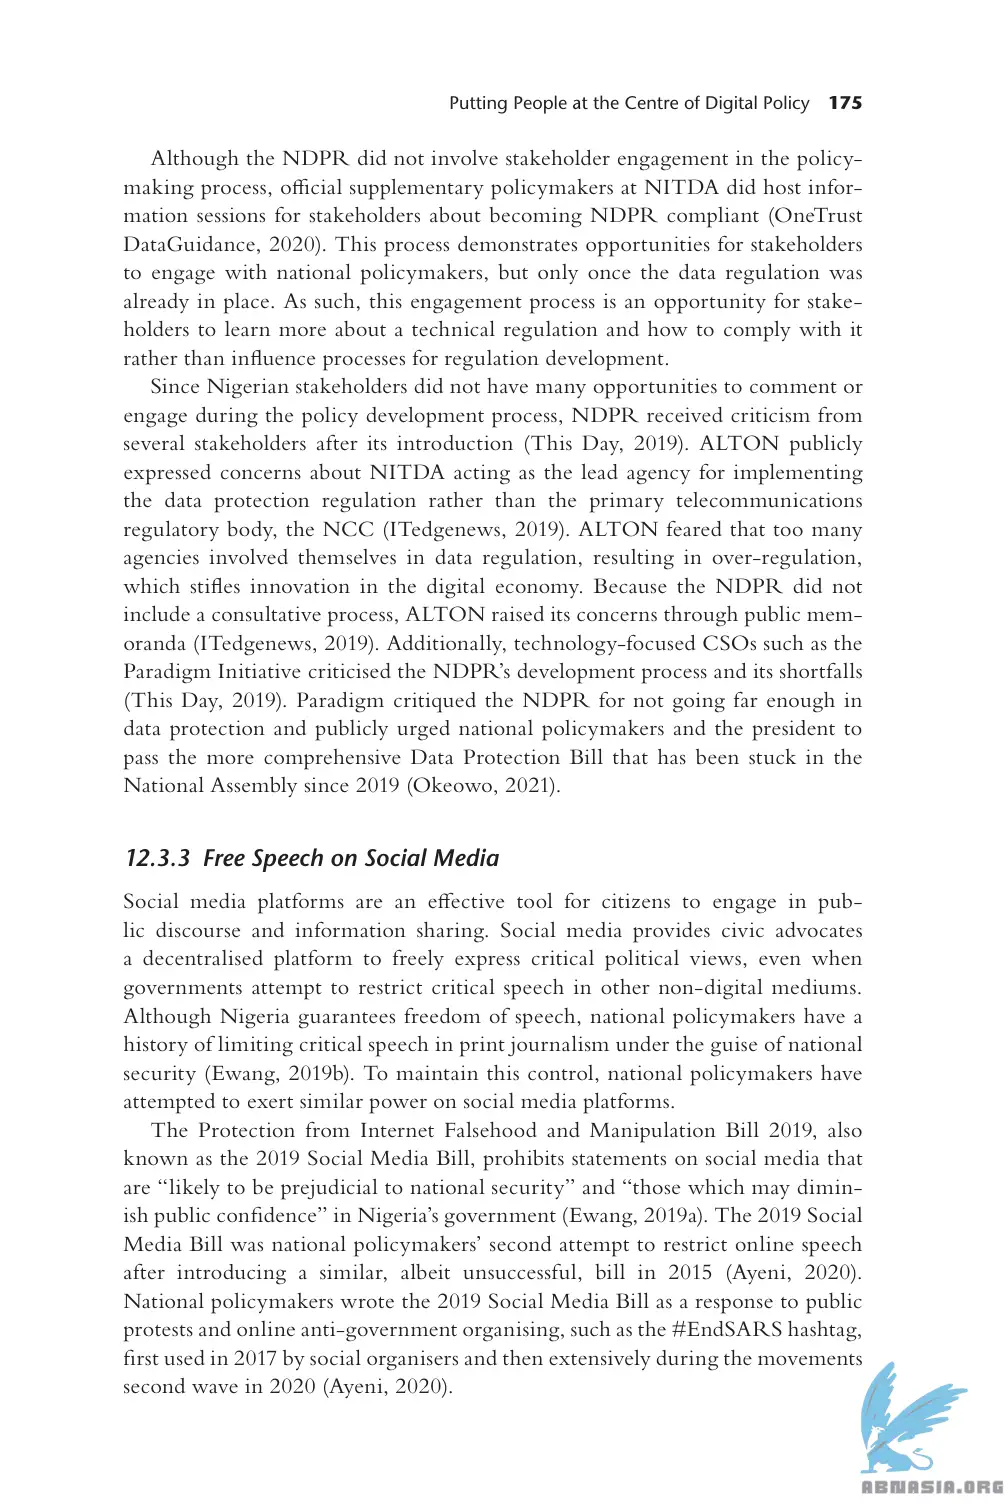 Putting People at the Centre of Digital Policy 175
Although the NDPR did not involve stakeholder engagement in the policy-
making process, official supplementary policymakers at NITDA did host infor-
mation sessions for stakeholders about becoming NDPR compliant (OneTrust
DataGuidance, 2020). This process demonstrates opportunities for stakeholders
to engage with national policymakers, but only once the data regulation was
already in place. As such, this engagement process is an opportunity for stake-
holders to learn more about a technical regulation and how to comply with it
rather than influence processes for regulation development.
Since Nigerian stakeholders did not have many opportunities to comment or
engage during the policy development process, NDPR received criticism from
several stakeholders after its introduction (This Day, 2019). ALTON publicly
expressed concerns about NITDA acting as the lead agency for implementing
the data protection regulation rather than the primary telecommunications
regulatory body, the NCC (ITedgenews, 2019). ALTON feared that too many
agencies involved themselves in data regulation, resulting in over-regulation,
which stifles innovation in the digital economy. Because the NDPR did not
include a consultative process, ALTON raised its concerns through public mem-
oranda (ITedgenews, 2019). Additionally, technology-focused CSOs such as the
Paradigm Initiative criticised the NDPR's development process and its shortfalls
(This Day, 2019). Paradigm critiqued the NDPR for not going far enough in
data protection and publicly urged national policymakers and the president to
pass the more comprehensive Data Protection Bill that has been stuck in the
National Assembly since 2019 (Okeowo, 2021).
12.3.3 Free Speech on Social Media
Social media platforms are an effective tool for citizens to engage in pub-
lic discourse and information sharing. Social media provides civic advocates
a decentralised platform to freely express critical political views, even when
governments attempt to restrict critical speech in other non-digital mediums.
Although Nigeria guarantees freedom of speech, national policymakers have a
history of limiting critical speech in print journalism under the guise of national
security (Ewang, 2019b). To maintain this control, national policymakers have
attempted to exert similar power on social media platforms.
The Protection from Internet Falsehood and Manipulation Bill 2019, also
known as the 2019 Social Media Bill, prohibits statements on social media that
are “likely to be prejudicial to national security” and “those which may dimin-
ish public confidence” in Nigeria's government (Ewang, 2019a). The 2019 Social
Media Bill was national policymakers' second attempt to restrict online speech
after introducing a similar, albeit unsuccessful, bill in 2015 (Ayeni, 2020).
National policymakers wrote the 2019 Social Media Bill as a response to public
protests and online anti-government organising, such as the #EndSARS hashtag,
first used in 2017 by social organisers and then extensively during the movements
second wave in 2020 (Ayeni, 2020).
ABNASIA.ORG